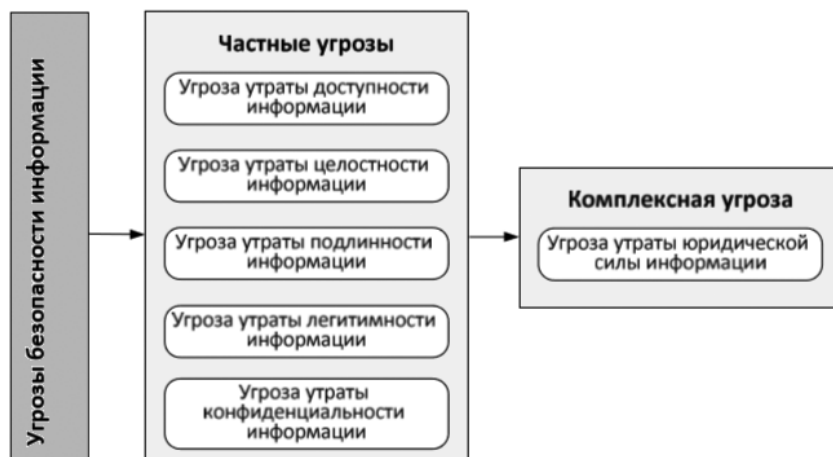 Угрозы безопасности информации
Частные угрозы
Угроза утраты доступности
информации
Угроза утраты целостности
информации
Угроза утраты подлинности
информации
Угроза утраты легитимности
информации
Угроза утраты
конфиденциальности
информации
Комплексная угроза
Угроза утраты юридической
силы информации